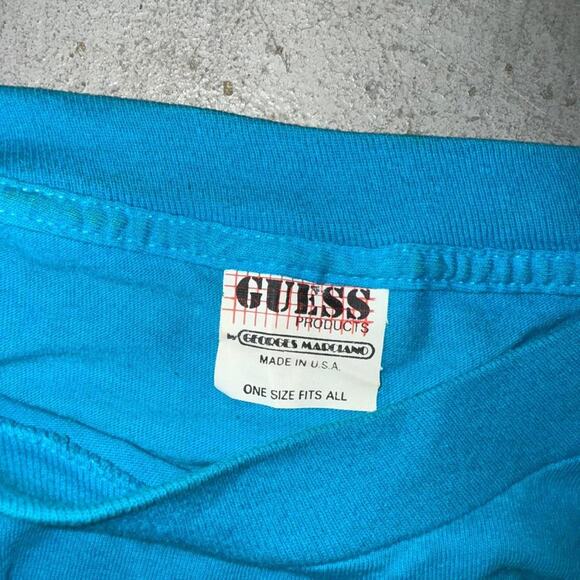 GUESS
PRODUCTS
by GEORGES MARCIANO
MADE IN U.S.A.
ONE SIZE FITS ALL